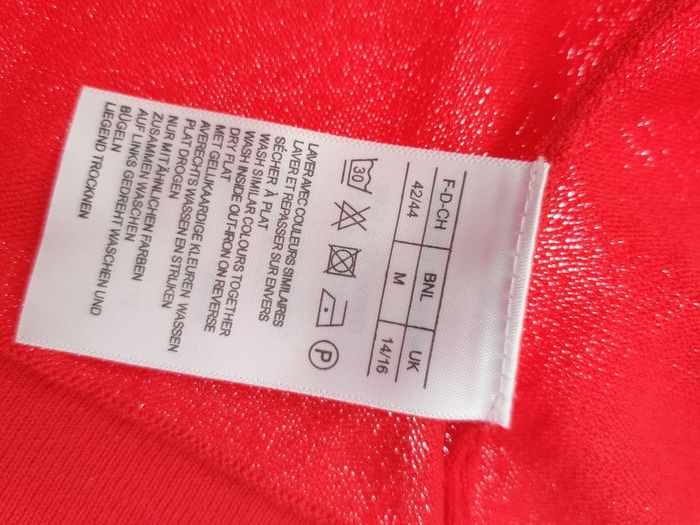 F-D-CH BNL UK
42/44 M 14/16
30 P
LAVER AVEC COULEURS SIMILAIRES
LAVER ET REPASSER SUR ENVERS
SÉCHER À PLAT
WASH SIMILAR COLOURS TOGETHER
WASH INSIDE OUT-IRON ON REVERSE
DRY FLAT
MET GELIJKAARDIGE KLEUREN WASSEN
AVERECHTS WASSEN EN STRIJKEN
PLAT DROGEN
NUR MIT ÄHNLICHEN FARBEN
ZUSAMMEN WASCHEN
AUF LINKS GEDREHT WASCHEN UND
BÜGELN
LIEGEND TROCKNEN